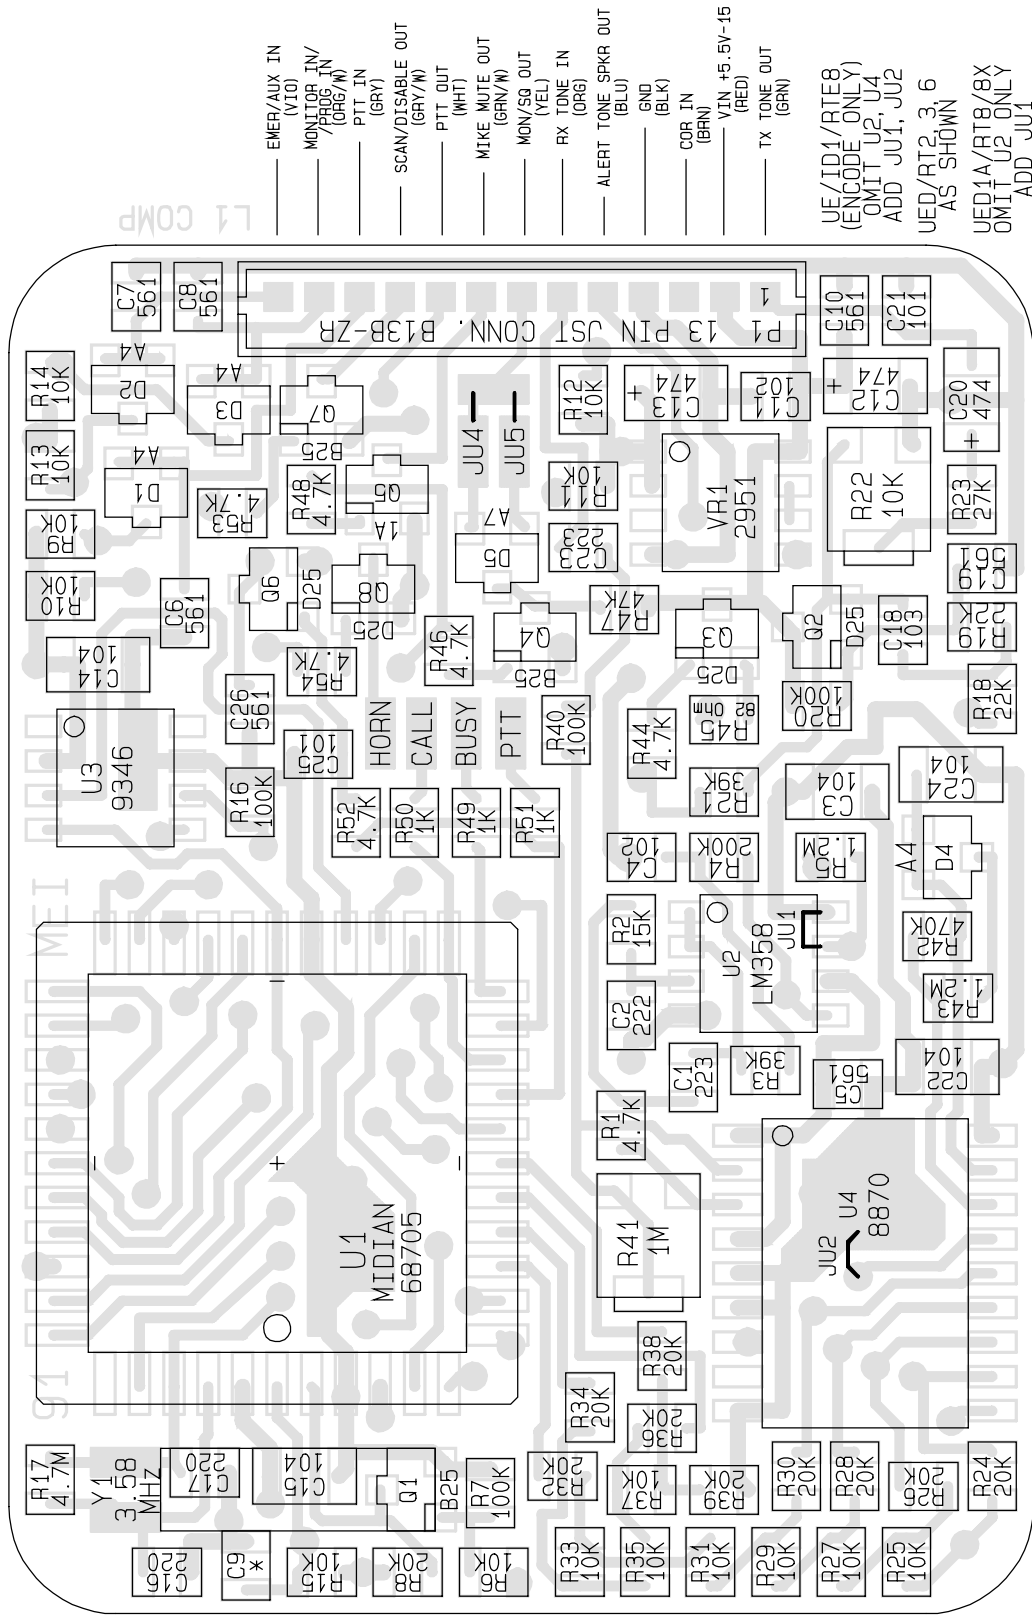 EMER/AUX IN
(VIO)
MONITOR IN/
/PROG IN
(ORG/W)
PTT IN
(GRY)
SCAN/DISABLE OUT
(GRY/W)
PTT OUT
(WHT)
MIKE MUTE OUT
(GRN/W)
MON/SQ OUT
(YEL)
RX TONE IN
(ORG)
ALERT TONE SPKR OUT
(BLU)
GND
(BLK)
COR IN
(BRN)
VIN +5.5V-15
(RED)
TX TONE OUT
(GRN)
UE/ID1/RTE8
(ENCODE ONLY)
OMIT U2, U4
ADD JU1, JU2
UED/RT2, 3, 6
AS SHOWN
UED1A/RT8/8X
OMIT U2 ONLY
ADD JU1
L1 COMP
C7
561
C8
561
P1 13 PIN JST CONN. B13B-ZR
1
C10
561
C21
101
R14
10K
A4
D2
A4
D3
Q7
B25
JU4
JU5
R12
10K
+
C13
474
C11
102
+
C12
474
C20
474
+
R13
10K
A4
D1
R53
4.7K
R48
4.7K
Q5
1A
A7
D5
R11
10K
C23
223
VR1
2951
R22
10K
R23
27K
R9
10K
R10
10K
C6
561
Q6
D25
Q8
D25
R46
4.7K
Q4
B25
R47
47K
Q3
D25
Q2
D25
C18
103
C19
561
R19
22K
C14
104
R54
4.7K
R18
22K
U3
9346
C26
561
C25
101
HORN
CALL
BUSY
PTT
R40
100K
R44
4.7K
R45
82 Ohm
R20
100K
R16
100K
R52
4.7K
R50
1K
R49
1K
R51
1K
R21
39K
C3
104
C24
104
C4
102
R4
200K
R5
1.2M
A4
D4
MEI
R2
15K
U2
LM358
JU1
R42
470K
C2
222
R43
1.2M
C1
223
R3
39K
C5
561
C22
104
R1
4.7K
+
U1
MIDIAN
68705
R41
1M
JU2
U4
8870
R38
20K
R34
20K
R36
20K
91
R17
4.7M
Y1
3.58
MHz
C17
220
C15
104
Q1
B25
R7
100K
R32
20K
R37
10K
R39
20K
R30
20K
R28
20K
R26
20K
R24
20K
C16
220
C9
*
R15
10K
R8
20K
R6
10K
R33
10K
R35
10K
R31
10K
R29
10K
R27
10K
R25
10K